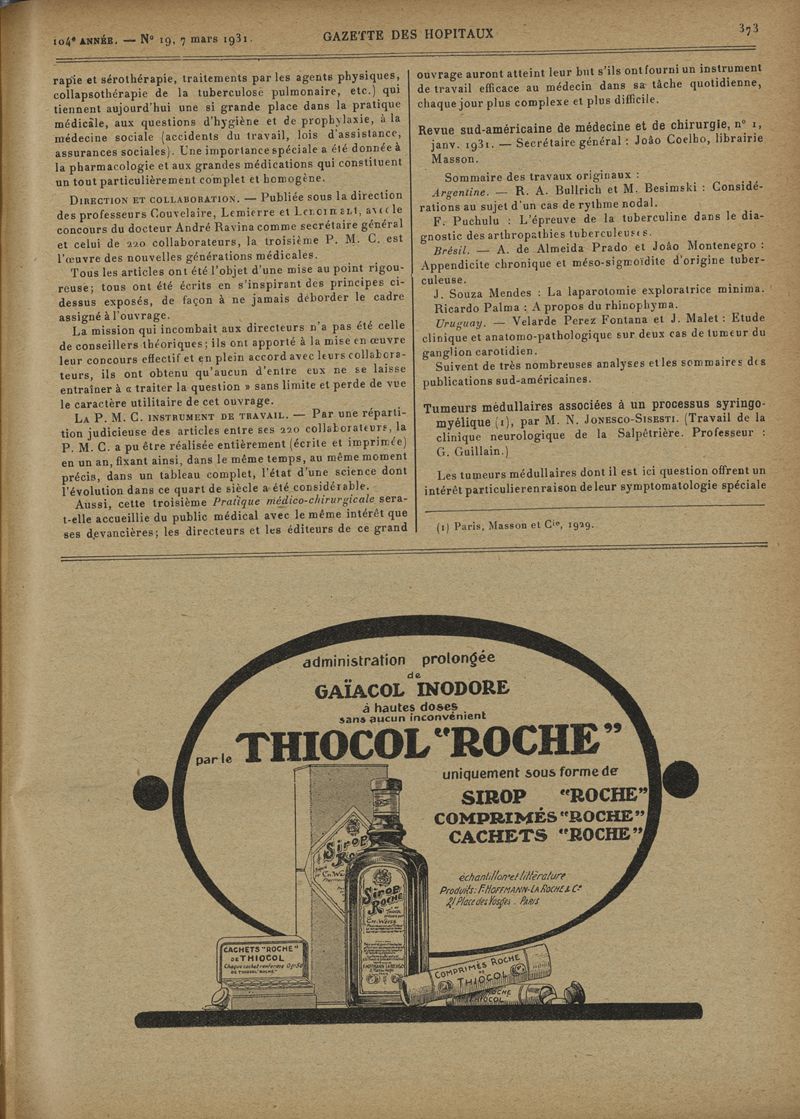 104e ANNÉE. — No 19, 7 mars 1931.
GAZETTE DES HOPITAUX
373
rapie et sérothérapie, traitements par les agents physiques,
collapsothérapie de la tuberculose pulmonaire, etc.) qui
tiennent aujourd'hui une si grande place dans la pratique
médicale, aux questions d'hygiène et de prophylaxie, à la
médecine sociale (accidents du travail, lois d'assistance,
assurances sociales). Une importance spéciale a été donnée à
la pharmacologie et aux grandes médications qui constituent
un tout particulièrement complet et homogène.
DIRECTION ET COLLABORATION. — Publiée sous la direction
des professeurs Couvelaire, Lemierre et Lenormant, avec le
concours du docteur André Ravina comme secrétaire général
et celui de 220 collaborateurs, la troisième P. M. C. est
l'œuvre des nouvelles générations médicales.
Tous les articles ont été l'objet d'une mise au point rigou-
reuse; tous ont été écrits en s'inspirant des principes ci-
dessus exposés, de façon à ne jamais déborder le cadre
assigné à l'ouvrage.
La mission qui incombait aux directeurs n'a pas été celle
de conseillers théoriques; ils ont apporté à la mise en œuvre
leur concours effectif et en plein accord avec leurs collabora-
teurs, ils ont obtenu qu'aucun d'entre eux ne se laisse
entraîner à « traiter la question » sans limite et perde de vue
le caractère utilitaire de cet ouvrage.
LA P. M. C. INSTRUMENT DE TRAVAIL. — Par une réparti-
tion judicieuse des articles entre ses 220 collaborateurs, la
P. M. C. a pu être réalisée entièrement (écrite et imprimée)
en un an, fixant ainsi, dans le même temps, au même moment
précis, dans un tableau complet, l'état d'une science dont
l'évolution dans ce quart de siècle a été considérable.
Aussi, cette troisième Pratique médico-chirurgicale sera-
t-elle accueillie du public médical avec le même intérêt que
ses devancières; les directeurs et les éditeurs de ce grand
ouvrage auront atteint leur but s'ils ont fourni un instrument
de travail efficace au médecin dans sa tâche quotidienne,
chaque jour plus complexe et plus difficile.
Revue sud-américaine de médecine et de chirurgie, no 1,
janv. 1931. — Secrétaire général : Joâo Coelho, librairie
Masson.
Sommaire des travaux originaux :
Argentine. — R. A. Bullrich et M. Besimski : Considé-
rations au sujet d'un cas de rythme nodal.
F. Puchulu : L'épreuve de la tuberculine dans le dia-
gnostic des arthropathies tuberculeuses.
Brésil. — A. de Almeida Prado et Joâo Montenegro :
Appendicite chronique et méso-sigmoïdite d'origine tuber-
culeuse.
J. Souza Mendes : La laparotomie exploratrice minima.
Ricardo Palma : A propos du rhinophyma.
Uruguay. — Velarde Perez Fontana et J. Malet : Etude
clinique et anatomo-pathologique sur deux cas de tumeur du
ganglion carotidien.
Suivent de très nombreuses analyses et les sommaires des
publications sud-américaines.
Tumeurs médullaires associées à un processus syringo-
myélique (1), par M. N. JONESCO-SISESTI. (Travail de la
clinique neurologique de la Salpêtrière. Professeur :
G. Guillain.)
Les tumeurs médullaires dont il est ici question offrent un
intérêt particulier en raison de leur symptomatologie spéciale
(1) Paris, Masson et Cie, 1929.
administration prolongée
de
GAÏACOL INODORE
à hautes doses
sans aucun inconvénient
par le THIOCOL "ROCHE"
uniquement sous forme de
SIROP "ROCHE"
COMPRIMÉS "ROCHE"
CACHETS "ROCHE"
échantillon et littérature
Produits: F. HOFFMANN-LA ROCHE & Co
21 Place des Vosges . Paris
Sirop
Sirop
ROCHE
CACHETS "ROCHE"
DE THIOCOL
COMPRIMÉS ROCHE
THIOCOL